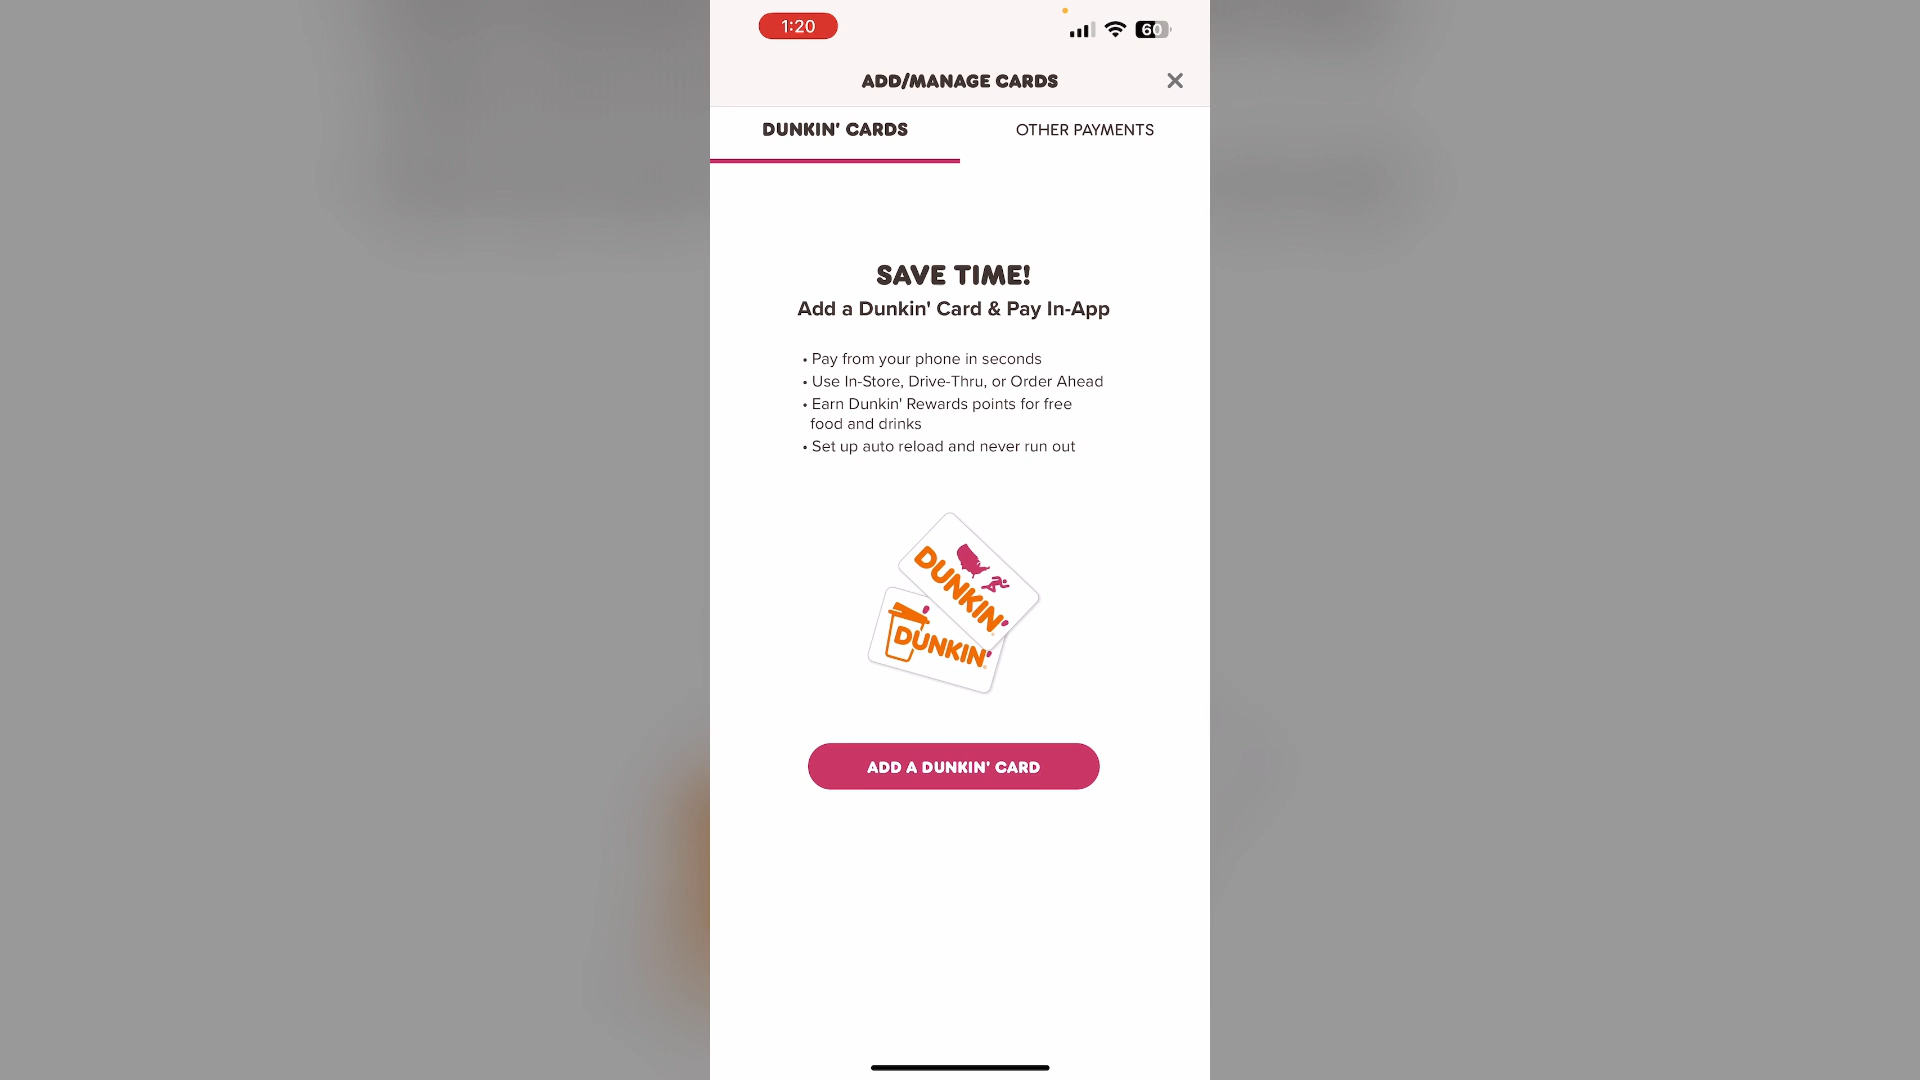 1:20
60
ADD/MANAGE CARDS
DUNKIN' CARDS
OTHER PAYMENTS
SAVE TIME!
Add a Dunkin' Card & Pay In-App
• Pay from your phone in seconds
• Use In-Store, Drive-Thru, or Order Ahead
• Earn Dunkin' Rewards points for free
food and drinks
• Set up auto reload and never run out
DUNKIN'
DUNKIN'
ADD A DUNKIN' CARD